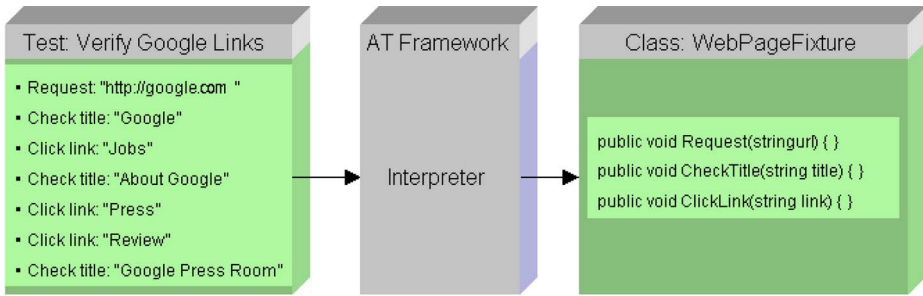 Test: Verify Google Links
▪ Request: "http://google.com "
▪ Check title: "Google"
▪ Click link: "Jobs"
▪ Check title: "About Google"
▪ Click link: "Press"
▪ Click link: "Review"
▪ Check title: "Google Press Room"
AT Framework
Interpreter
Class: WebPageFixture
public void Request(stringurl) { }
public void CheckTitle(string title) { }
public void ClickLink(string link) { }